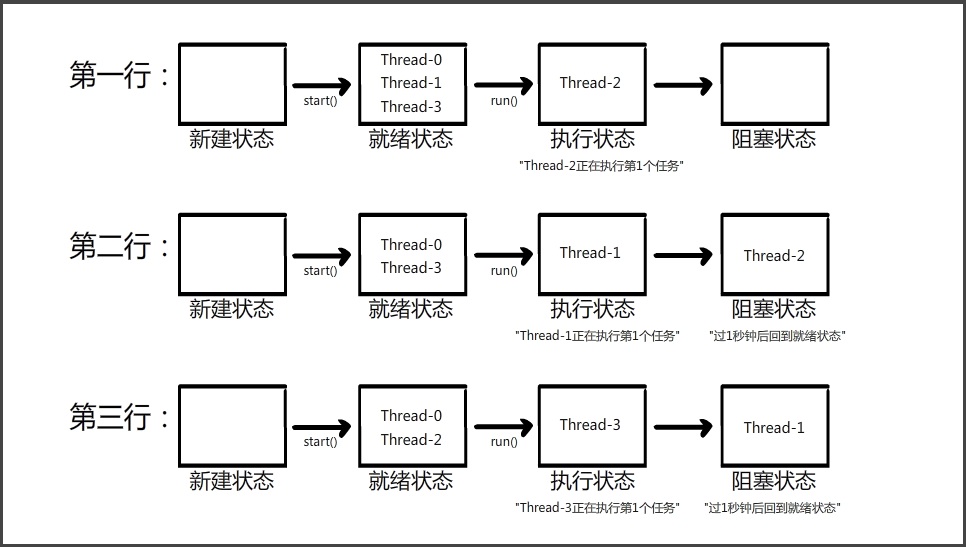 第一行：
Thread-0
Thread-1
Thread-3
Thread-2
start()
run()
新建状态
就绪状态
执行状态
阻塞状态
"Thread-2正在执行第1个任务"
第二行：
Thread-0
Thread-3
Thread-1
Thread-2
start()
run()
新建状态
就绪状态
执行状态
阻塞状态
"Thread-1正在执行第1个任务"
"过1秒钟后回到就绪状态"
第三行：
Thread-0
Thread-2
Thread-3
Thread-1
start()
run()
新建状态
就绪状态
执行状态
阻塞状态
"Thread-3正在执行第1个任务"
"过1秒钟后回到就绪状态"